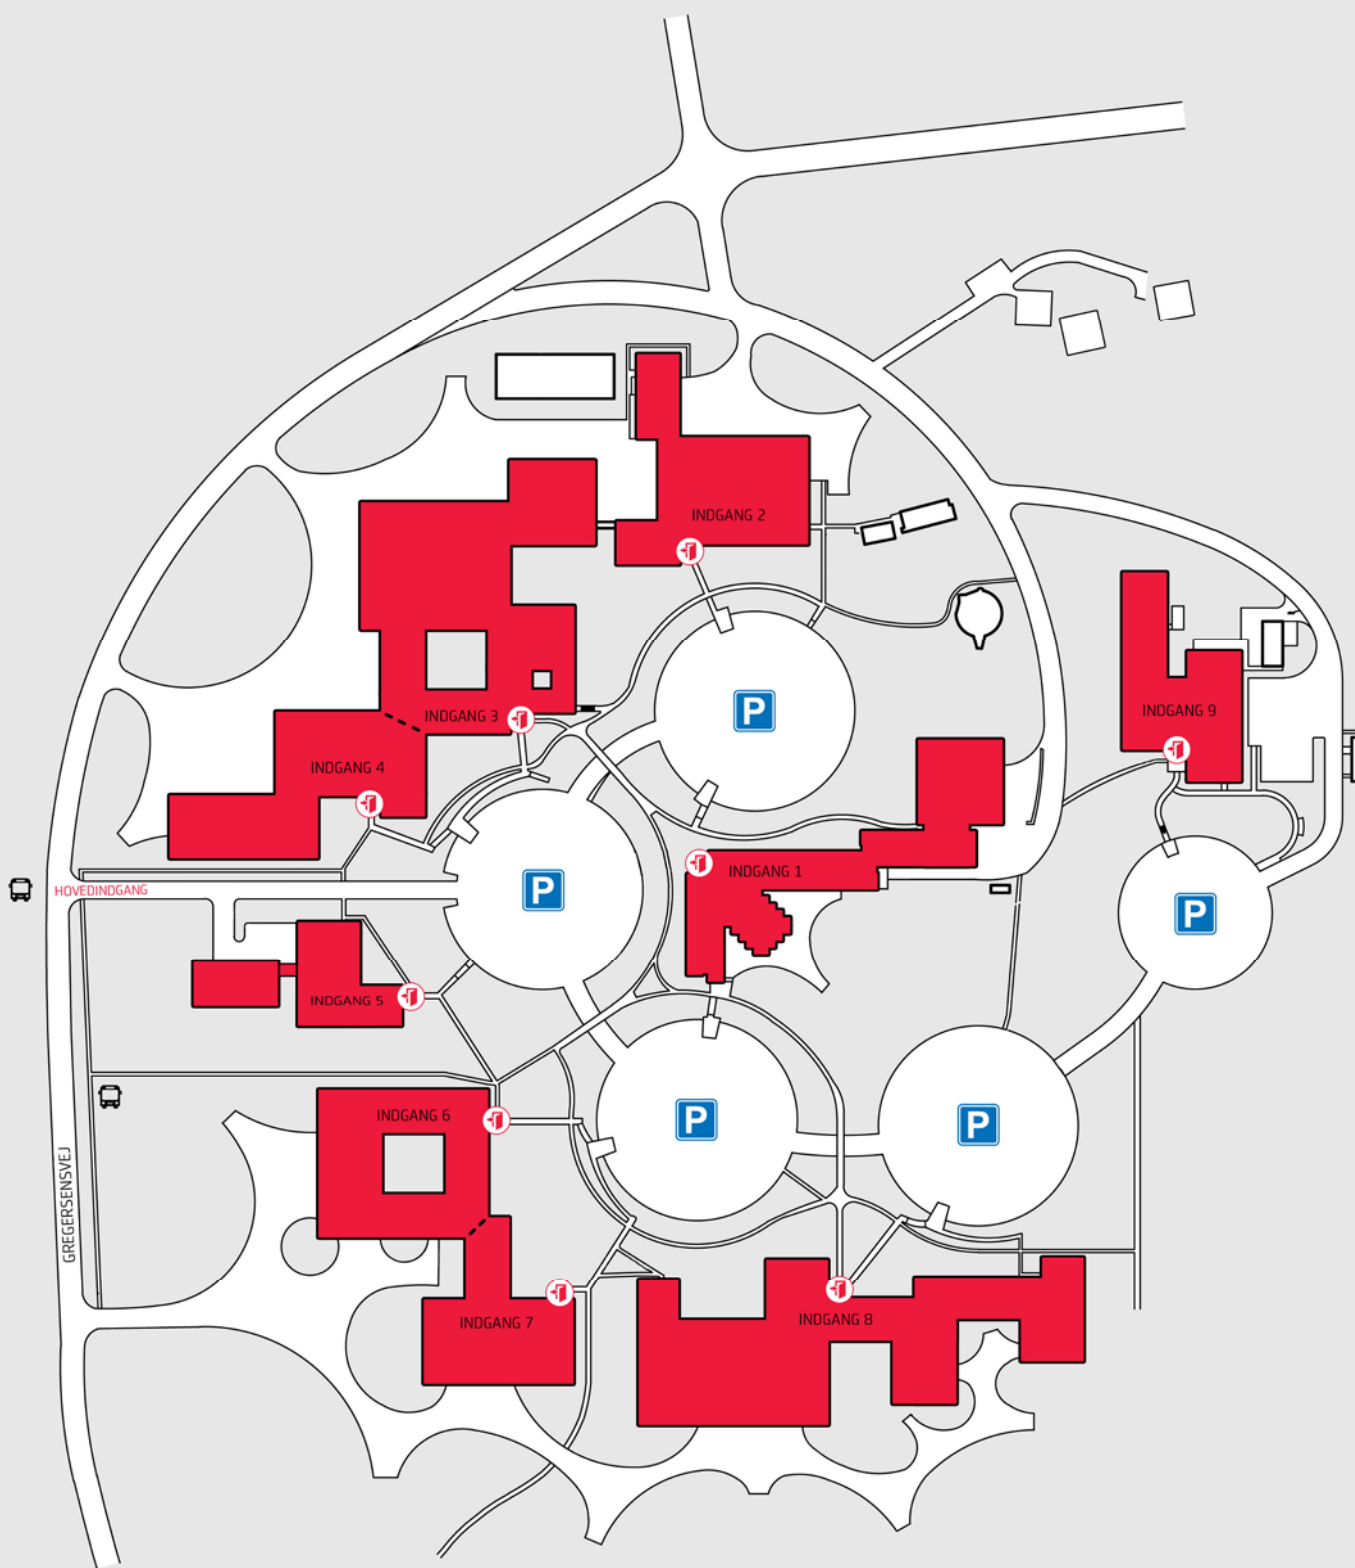 INDGANG 2
P
INDGANG 3
INDGANG 9
INDGANG 4
INDGANG 1
HOVEDINDGANG
P
P
INDGANG 5
INDGANG 6
P
P
GREGERSENSVEJ
INDGANG 7
INDGANG 8